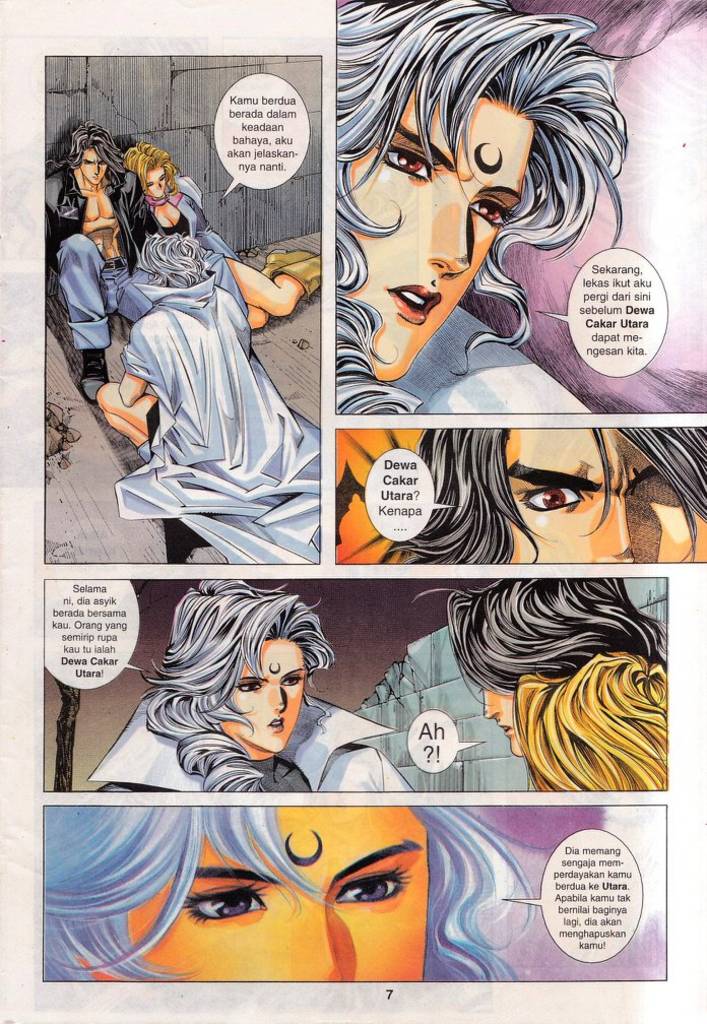 Kamu berdua
berada dalam
keadaan
bahaya, aku
akan jelaskan-
nya nanti.
Sekarang,
lekas ikut aku
pergi dari sini
sebelum Dewa
Cakar Utara
dapat me-
ngesan kita.
Dewa
Cakar
Utara?
Kenapa
....
Selama
ni, dia asyik
berada bersama
kau. Orang yang
semirip rupa
kau tu ialah
Dewa Cakar
Utara!
Ah
?!
Dia memang
sengaja mem-
perdayakan kamu
berdua ke Utara.
Apabila kamu tak
bernilai baginya
lagi, dia akan
menghapuskan
kamu!
7